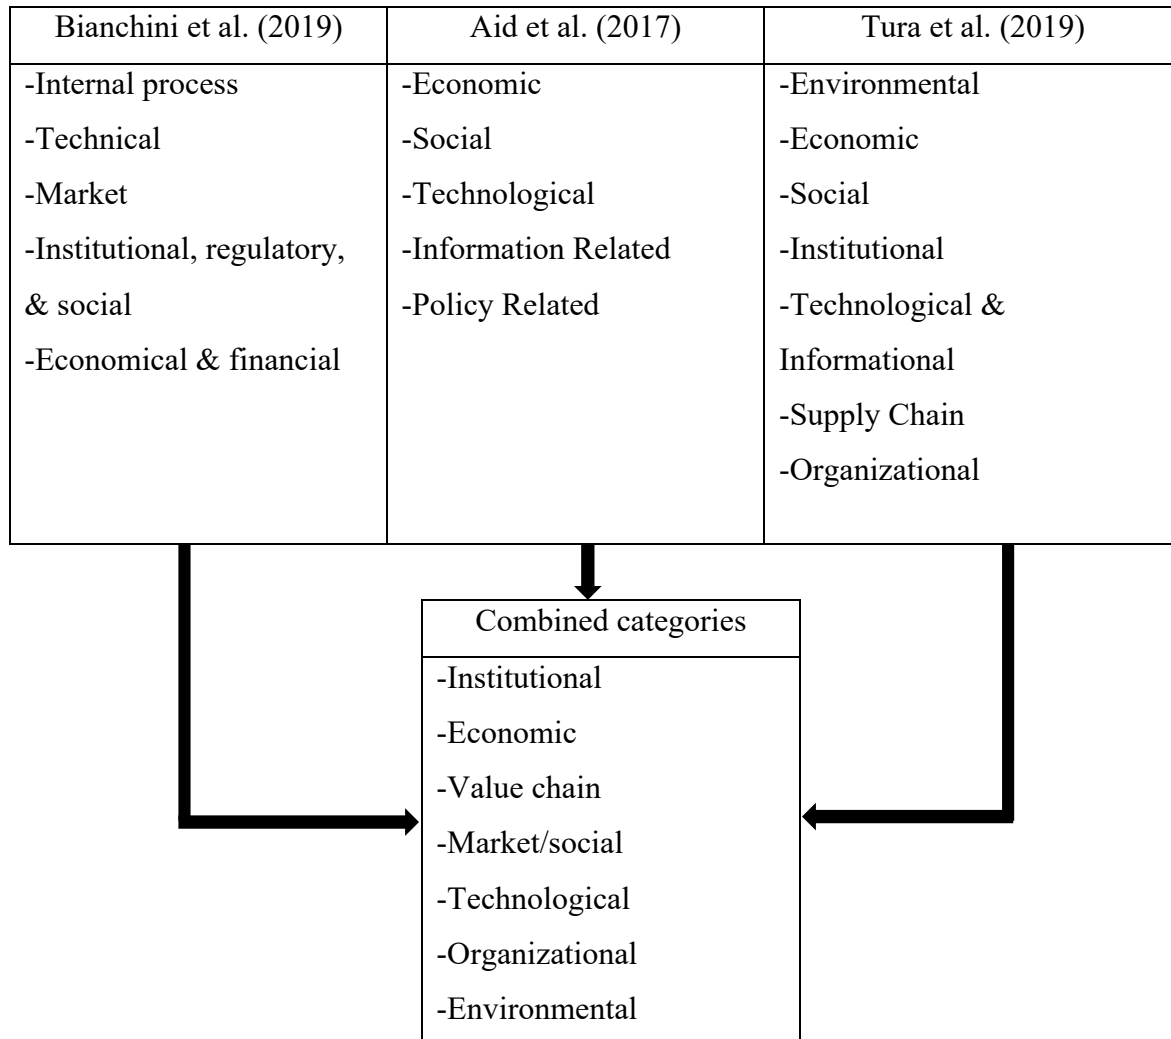 Bianchini et al. (2019)
-Internal process
-Technical
-Market
-Institutional, regulatory,
& social
-Economical & financial
Aid et al. (2017)
-Economic
-Social
-Technological
-Information Related
-Policy Related
Tura et al. (2019)
-Environmental
-Economic
-Social
-Institutional
-Technological &
Informational
-Supply Chain
-Organizational
Combined categories
-Institutional
-Economic
-Value chain
-Market/social
-Technological
-Organizational
-Environmental